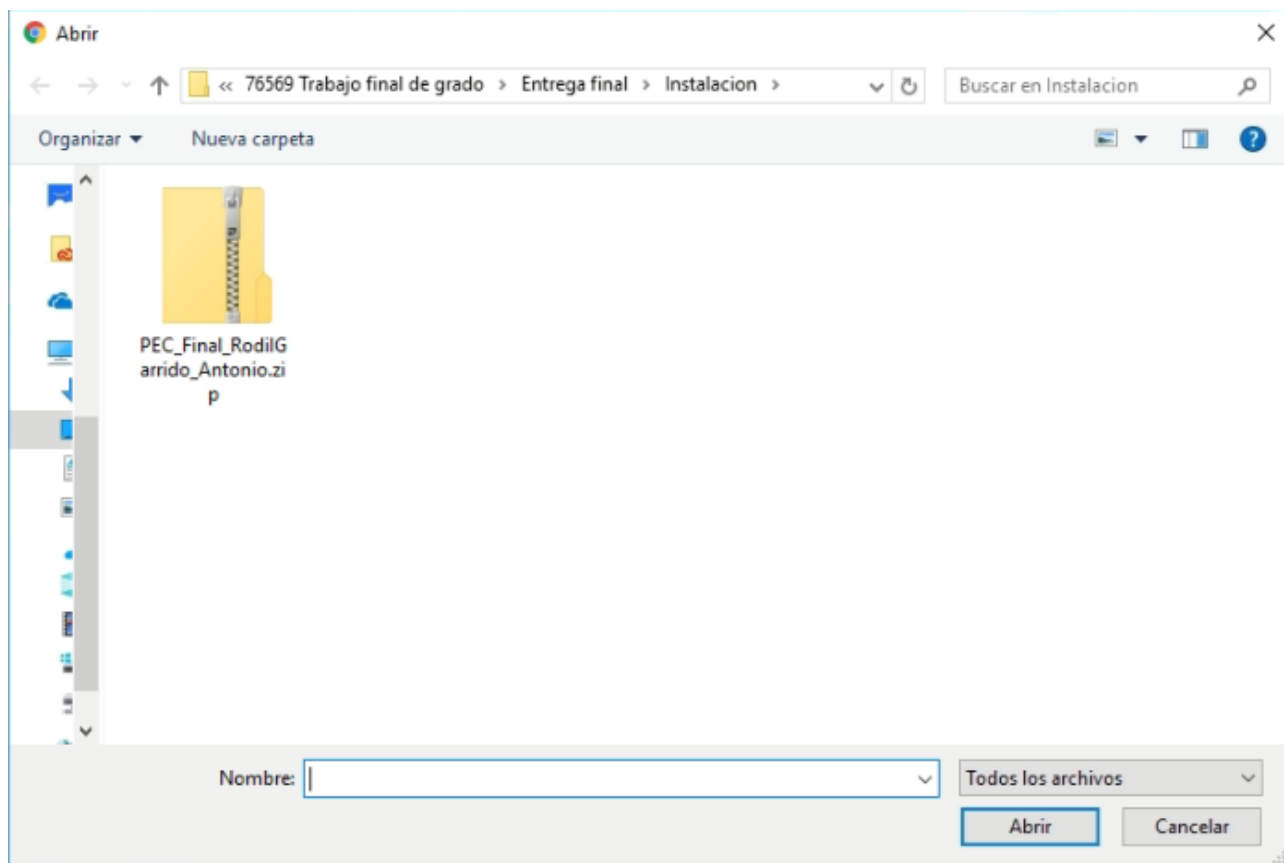 Abrir
« 76569 Trabajo final de grado > Entrega final > Instalacion >
Buscar en Instalacion
Organizar
Nueva carpeta
PEC_Final_RodilG
arrido_Antonio.zi
p
Nombre:
Todos los archivos
Abrir
Cancelar